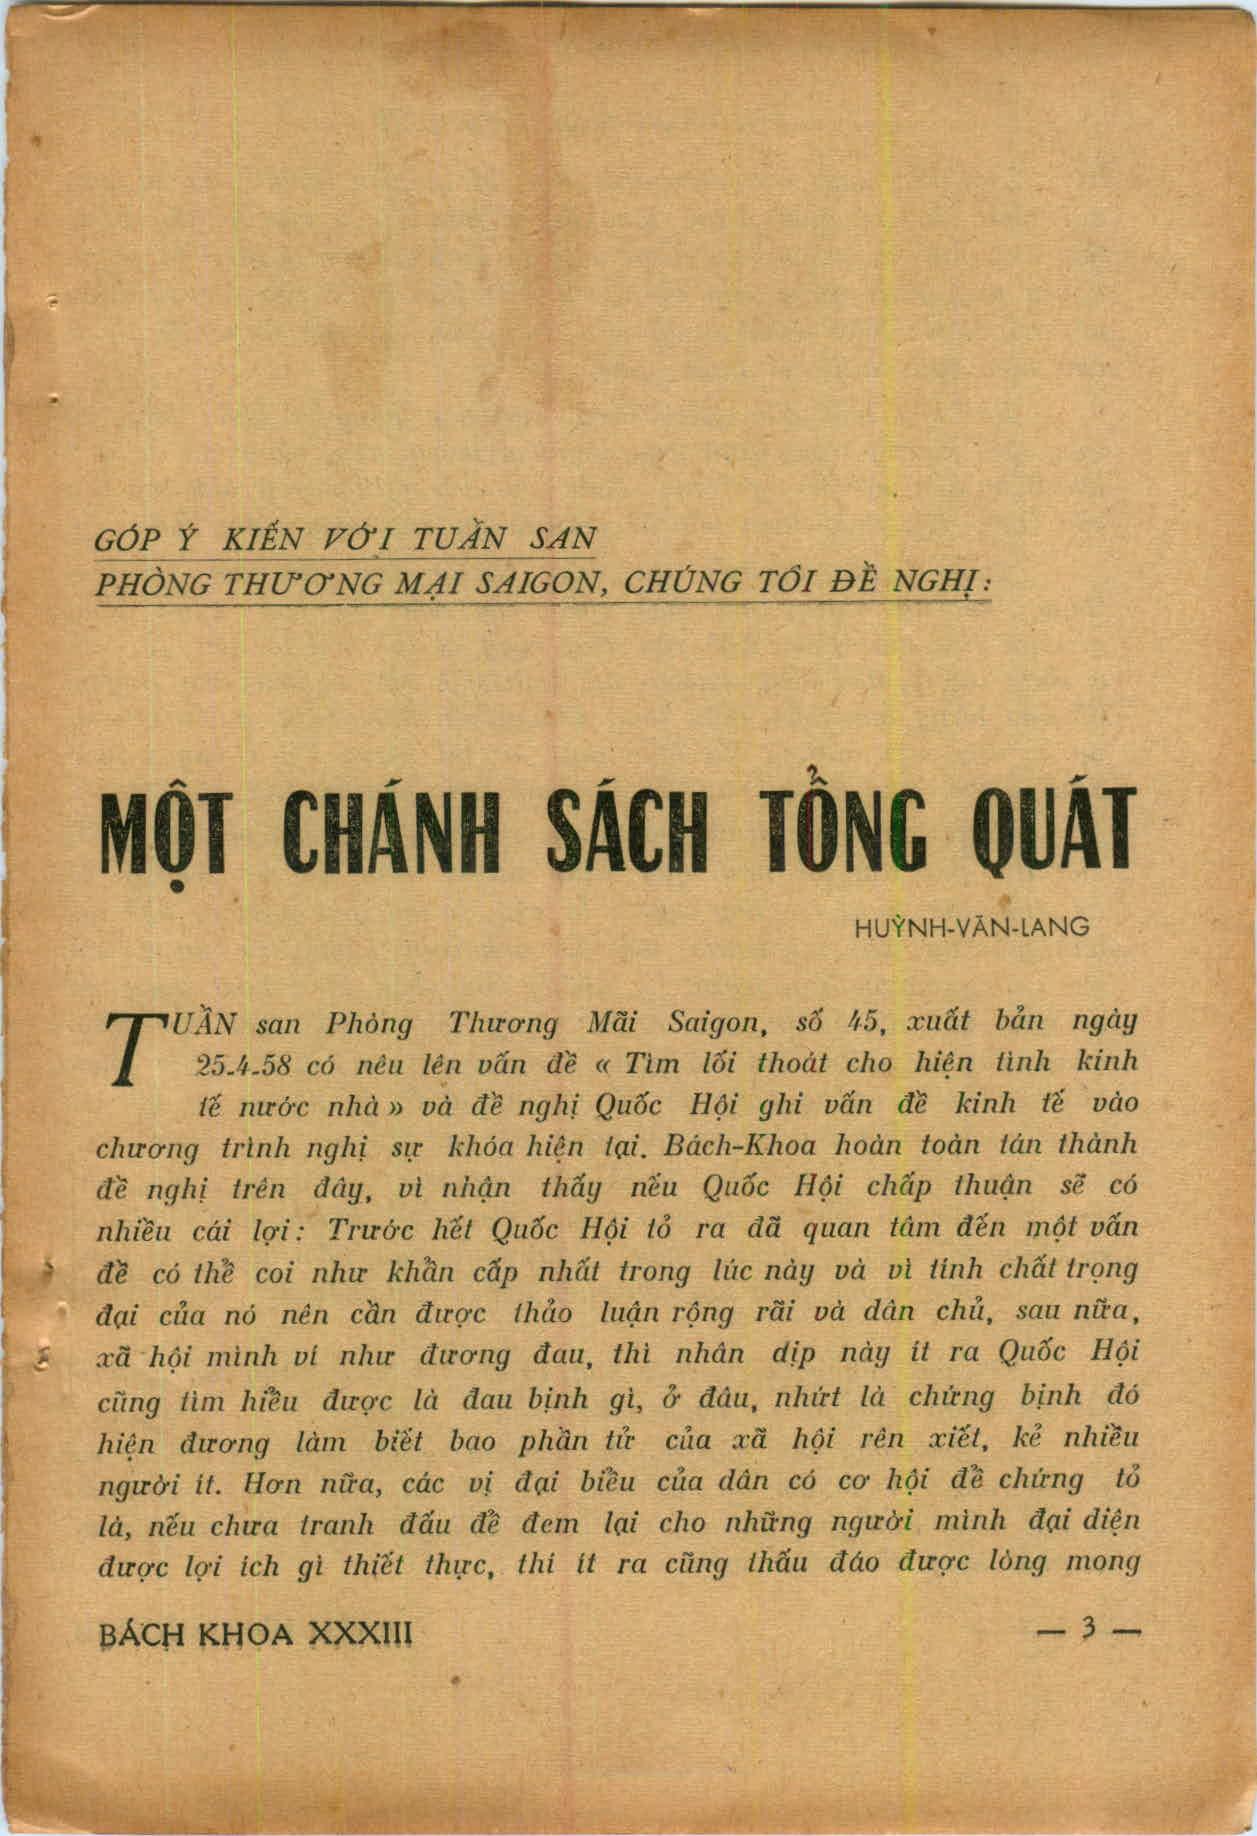 GÓP Ý KIẾN VỚI TUẦN SAN
PHÒNG THƯƠNG MẠI SAIGON, CHÚNG TÔI ĐỀ NGHỊ :
MỘT CHÁNH SÁCH TỔNG QUÁT
HUỲNH-VĂN-LANG
TUẦN san Phòng Thương Mãi Saigon, số 45, xuất bản ngày
25.4.58 có nêu lên vấn đề « Tìm lối thoát cho hiện tình kinh
tế nước nhà » và đề nghị Quốc Hội ghi vấn đề kinh tế vào
chương trình nghị sự khóa hiện tại. Bách-Khoa hoàn toàn tán thành
đề nghị trên đây, vì nhận thấy nếu Quốc Hội chấp thuận sẽ có
nhiều cái lợi : Trước hết Quốc Hội tỏ ra đã quan tâm đến một vấn
đề có thể coi như khẩn cấp nhất trong lúc này và vì tính chất trọng
đại của nó nên cần được thảo luận rộng rãi và dân chủ, sau nữa,
xã hội mình ví như đương đau, thì nhân dịp này ít ra Quốc Hội
cũng tìm hiểu được là đau bịnh gì, ở đâu, nhứt là chứng bịnh đó
hiện đương làm biết bao phần tử của xã hội rên xiết, kẻ nhiều
người ít. Hơn nữa, các vị đại biểu của dân có cơ hội để chứng tỏ
là, nếu chưa tranh đấu để đem lại cho những người mình đại diện
được lợi ích gì thiết thực, thí ít ra cũng thấu đáo được lòng mong
BÁCH KHOA XXXIII
— 3 —